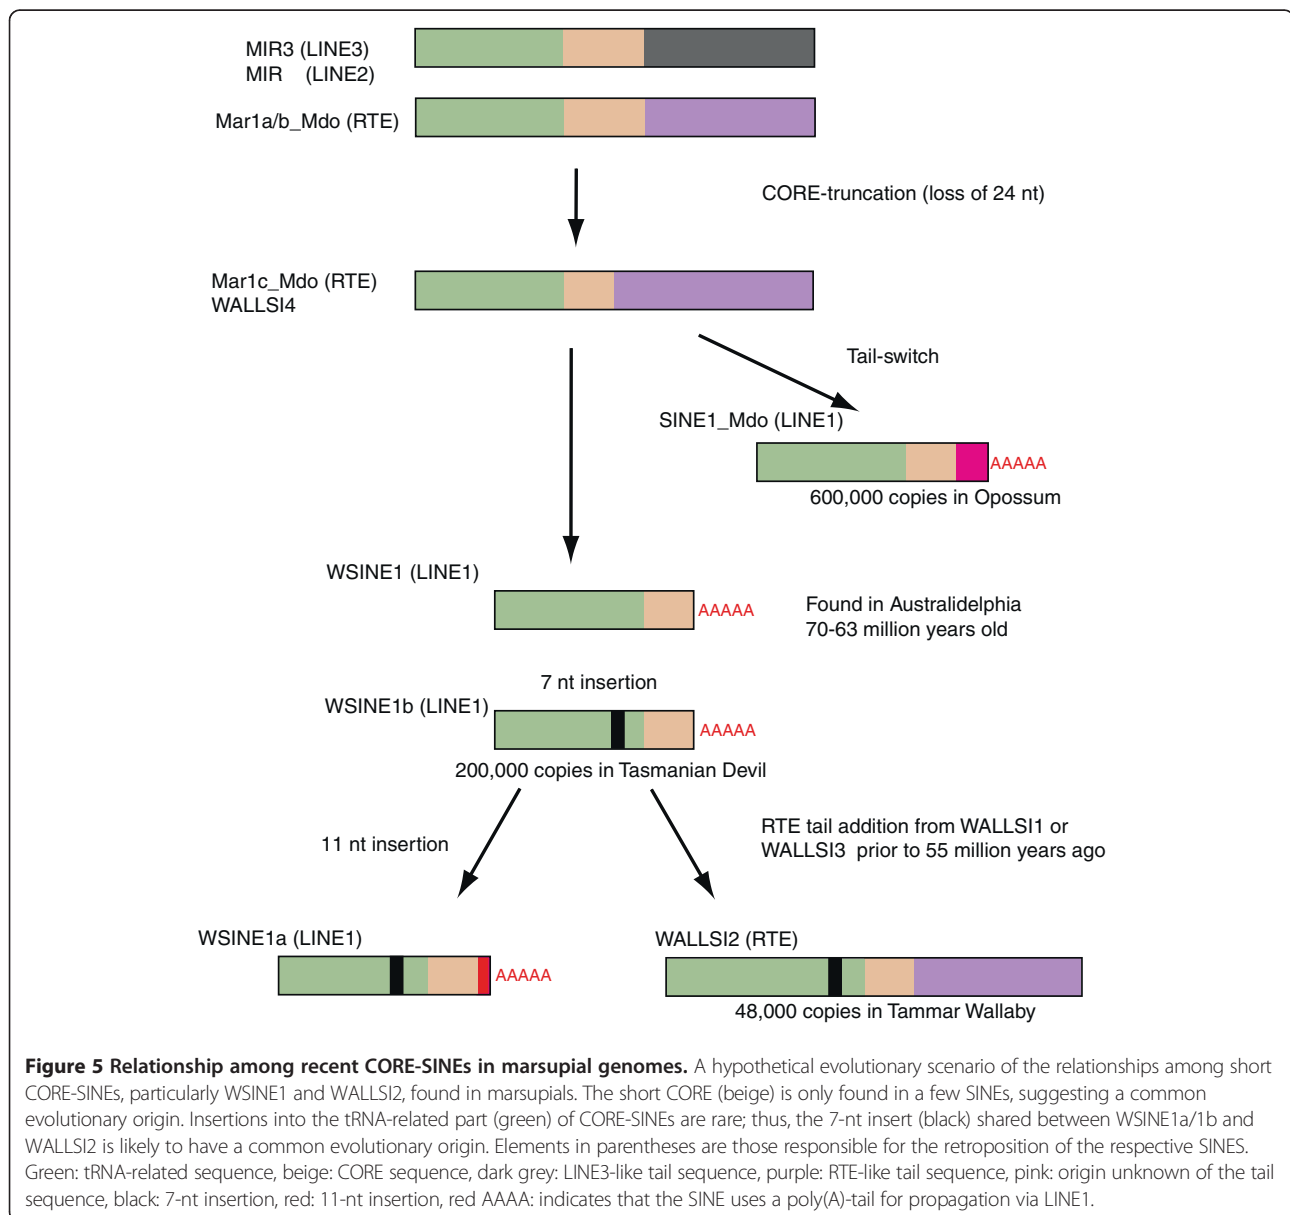 MIR3 (LINE3)
MIR (LINE2)
Mar1a/b_Mdo (RTE)
CORE-truncation (loss of 24 nt)
Mar1c_Mdo (RTE)
WALLSI4
Tail-switch
SINE1_Mdo (LINE1)
AAAAA
600,000 copies in Opossum
WSINE1 (LINE1)
AAAAA
Found in Australidelphia
70-63 million years old
7 nt insertion
WSINE1b (LINE1)
AAAAA
200,000 copies in Tasmanian Devil
11 nt insertion
RTE tail addition from WALLSI1 or
WALLSI3 prior to 55 million years ago
WSINE1a (LINE1)
AAAAA
WALLSI2 (RTE)
48,000 copies in Tammar Wallaby
Figure 5 Relationship among recent CORE-SINEs in marsupial genomes. A hypothetical evolutionary scenario of the relationships among short
CORE-SINEs, particularly WSINE1 and WALLSI2, found in marsupials. The short CORE (beige) is only found in a few SINEs, suggesting a common
evolutionary origin. Insertions into the tRNA-related part (green) of CORE-SINEs are rare; thus, the 7-nt insert (black) shared between WSINE1a/1b and
WALLSI2 is likely to have a common evolutionary origin. Elements in parentheses are those responsible for the retroposition of the respective SINES.
Green: tRNA-related sequence, beige: CORE sequence, dark grey: LINE3-like tail sequence, purple: RTE-like tail sequence, pink: origin unknown of the tail
sequence, black: 7-nt insertion, red: 11-nt insertion, red AAAA: indicates that the SINE uses a poly(A)-tail for propagation via LINE1.